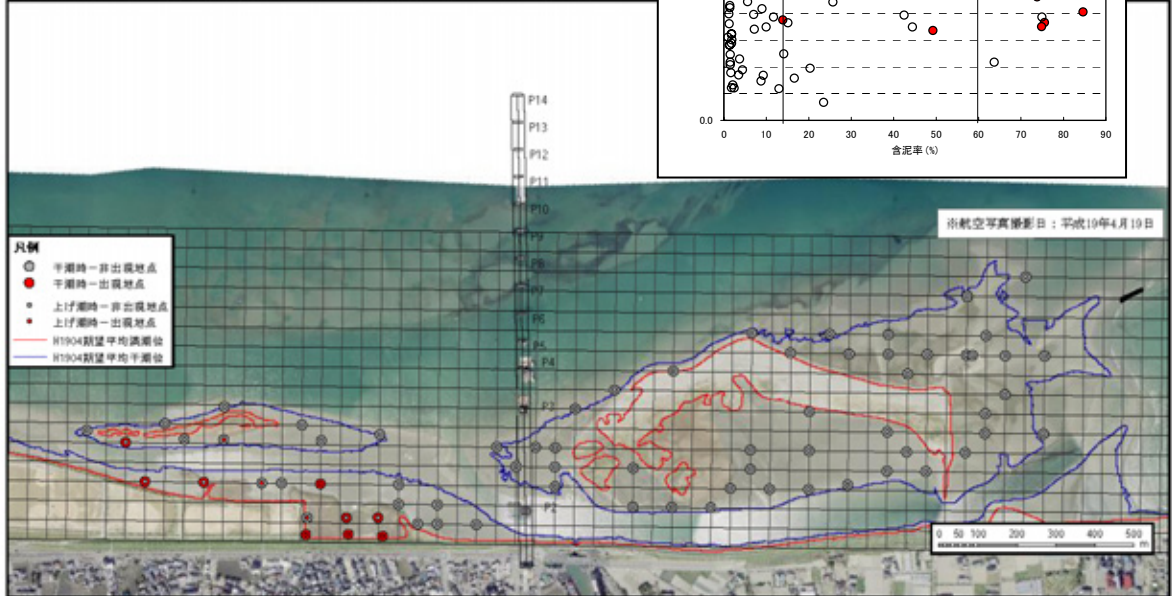 0.0
0 10 20 30 40 50 60 70 80 90
含泥率(%)
P14
P13
P12
P11
P10
P9
P8
P7
P6
P5
P4
P2
※航空写真撮影日：平成19年4月19日
凡例
干潮時－非出現地点
干潮時－出現地点
上げ潮時－非出現地点
上げ潮時－出現地点
H1904期望平均満潮位
H1904期望平均干潮位
0 50 100 200 300 400 500
m